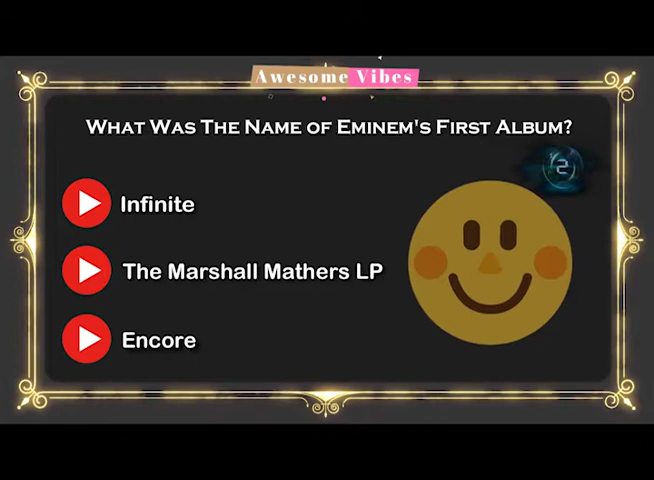 Awesome Vibes
What Was The Name of Eminem's First Album?
2
Infinite
The Marshall Mathers LP
Encore